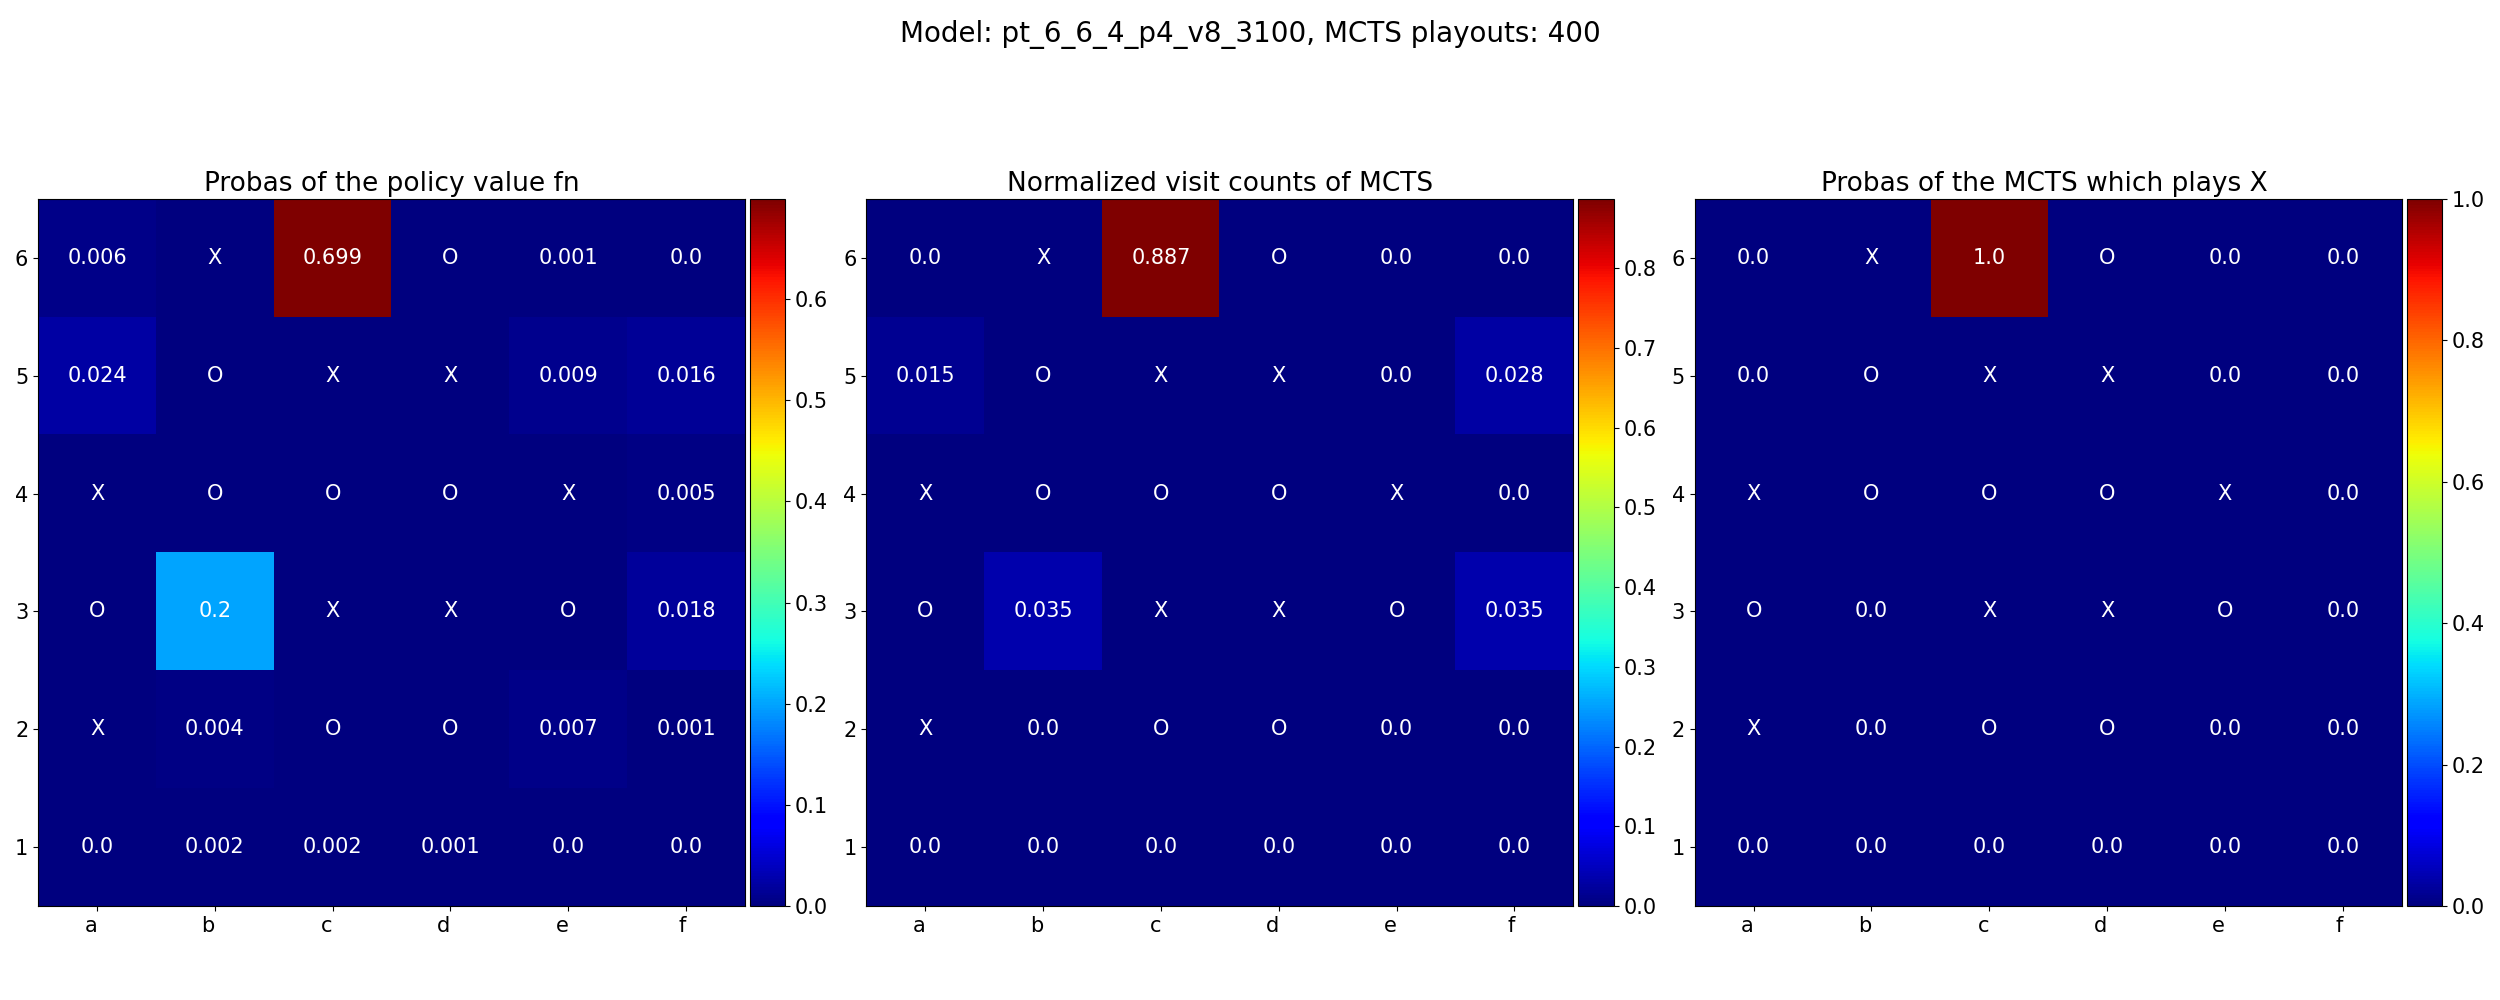 Model: pt_6_6_4_p4_v8_3100, MCTS playouts: 400
Probas of the policy value fn
6 0.006 X 0.699 O 0.001 0.0
5 0.024 O X X 0.009 0.016
4 X O O O X 0.005
3 O 0.2 X X O 0.018
2 X 0.004 O O 0.007 0.001
1 0.0 0.002 0.002 0.001 0.0 0.0
a b c d e f
0.6
0.5
0.4
0.3
0.2
0.1
0.0
Normalized visit counts of MCTS
6 0.0 X 0.887 O 0.0 0.0
5 0.015 O X X 0.0 0.028
4 X O O O X 0.0
3 O 0.035 X X O 0.035
2 X 0.0 O O 0.0 0.0
1 0.0 0.0 0.0 0.0 0.0 0.0
a b c d e f
0.8
0.7
0.6
0.5
0.4
0.3
0.2
0.1
0.0
Probas of the MCTS which plays X
6 0.0 X 1.0 O 0.0 0.0
5 0.0 O X X 0.0 0.0
4 X O O O X 0.0
3 O 0.0 X X O 0.0
2 X 0.0 O O 0.0 0.0
1 0.0 0.0 0.0 0.0 0.0 0.0
a b c d e f
1.0
0.8
0.6
0.4
0.2
0.0